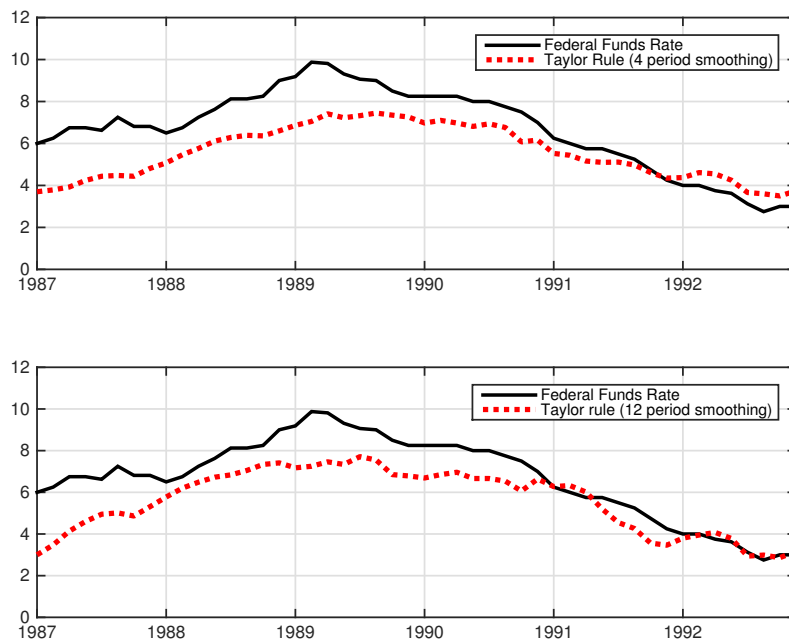 12
10
8
6
4
2
0
1987 1988 1989 1990 1991 1992
Federal Funds Rate
Taylor Rule (4 period smoothing)
12
10
8
6
4
2
0
1987 1988 1989 1990 1991 1992
Federal Funds Rate
Taylor rule (12 period smoothing)